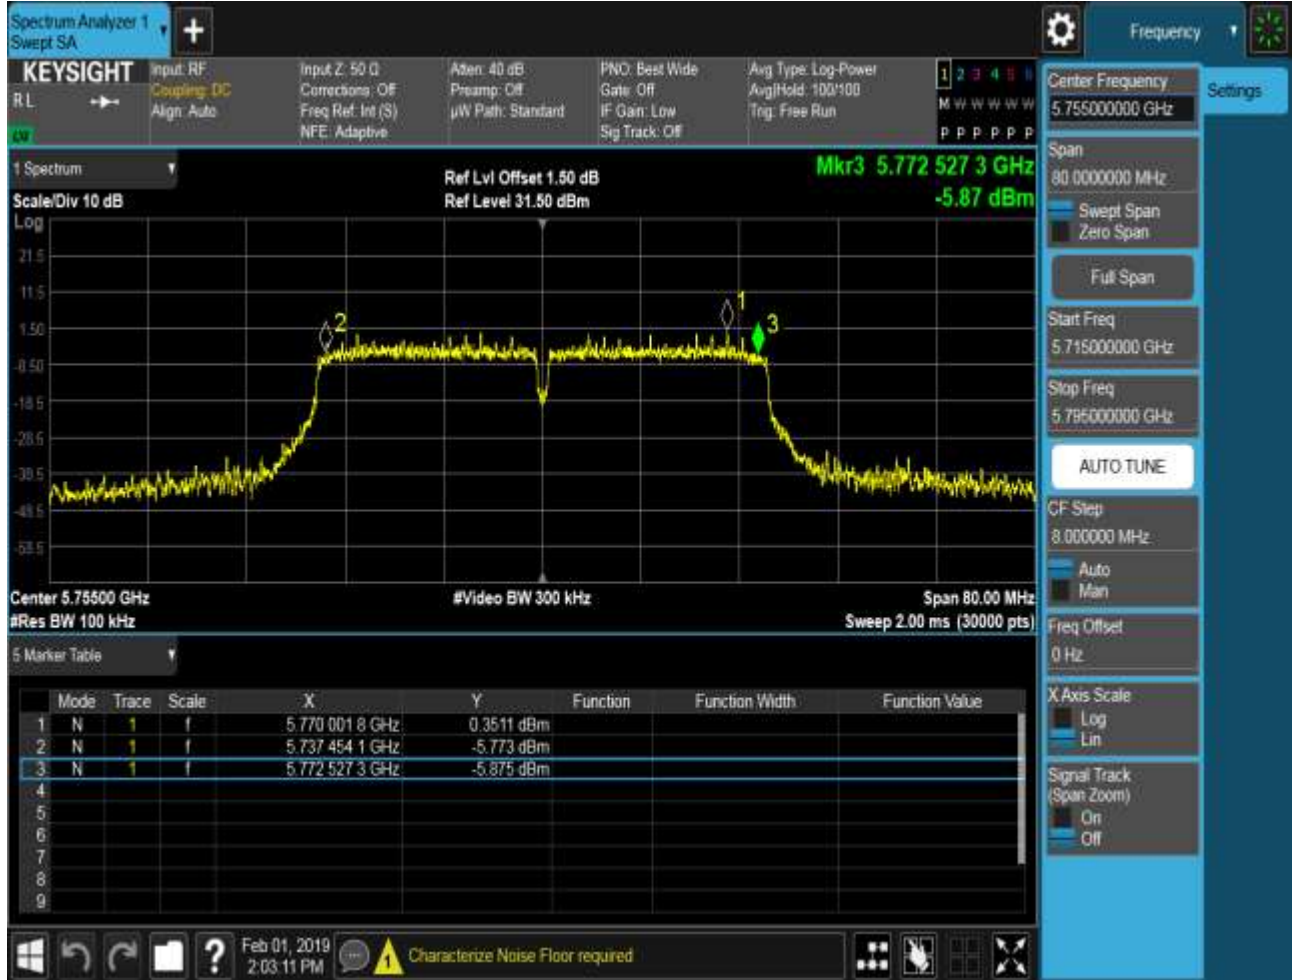 Spectrum Analyzer 1
Swept SA
+
Frequency
KEYSIGHT
R L
Input: RF
Coupling: DC
Align: Auto
Input Z: 50 Ω
Corrections: Off
Freq Ref: Int (S)
NFE: Adaptive
Atten: 40 dB
Preamp: Off
µW Path: Standard
PNO: Best Wide
Gate: Off
IF Gain: Low
Sig Track: Off
Avg Type: Log-Power
Avg|Hold: 100/100
Trig: Free Run
1 2 3 4 5 6
M W W W W W
P P P P P P
1 Spectrum
Scale/Div 10 dB
Ref Lvl Offset 1.50 dB
Ref Level 31.50 dBm
Mkr3 5.772 527 3 GHz
-5.87 dBm
Log
21.5
11.5
1.50
-8.50
-18.5
-28.5
-38.5
-48.5
-58.5
2
1
3
Center 5.75500 GHz
#Res BW 100 kHz
#Video BW 300 kHz
Span 80.00 MHz
Sweep 2.00 ms (30000 pts)
5 Marker Table
Mode Trace Scale X Y Function Function Width Function Value
1 N 1 f 5.770 001 8 GHz 0.3511 dBm
2 N 1 f 5.737 454 1 GHz -5.773 dBm
3 N 1 f 5.772 527 3 GHz -5.875 dBm
4
5
6
7
8
9
Settings
Center Frequency
5.755000000 GHz
Span
80.0000000 MHz
Swept Span
Zero Span
Full Span
Start Freq
5.715000000 GHz
Stop Freq
5.795000000 GHz
AUTO TUNE
CF Step
8.000000 MHz
Auto
Man
Freq Offset
0 Hz
X Axis Scale
Log
Lin
Signal Track
(Span Zoom)
On
Off
?
Feb 01, 2019
2:03:11 PM
1
Characterize Noise Floor required